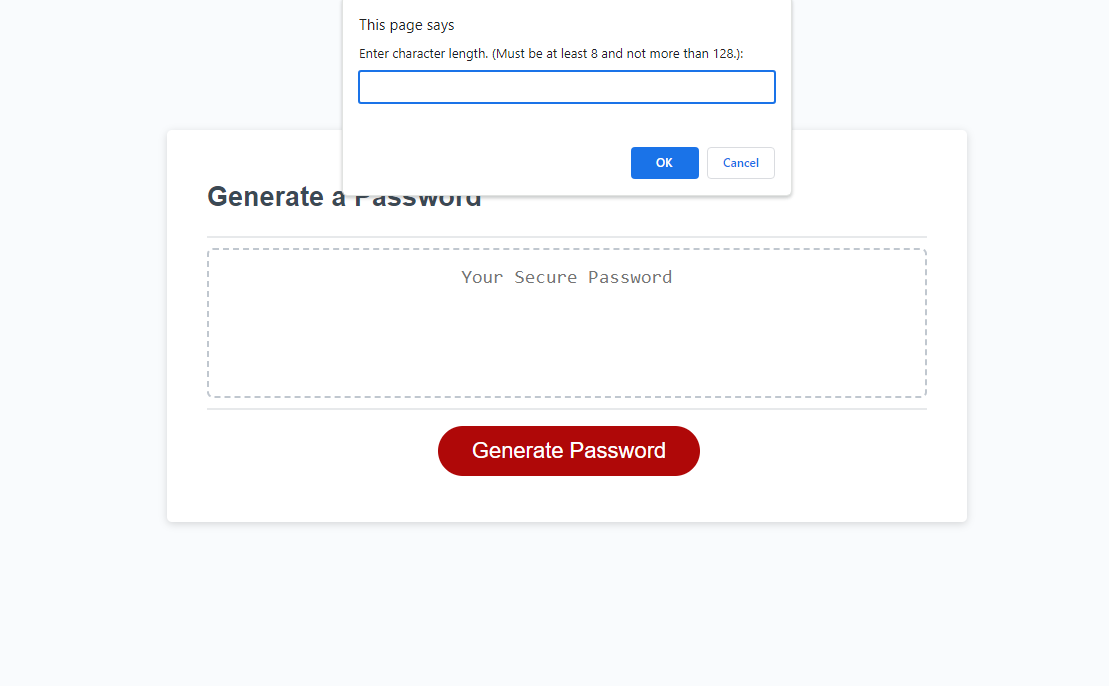 This page says
Enter character length. (Must be at least 8 and not more than 128.):
OK
Cancel
Generate a Password
Your Secure Password
Generate Password